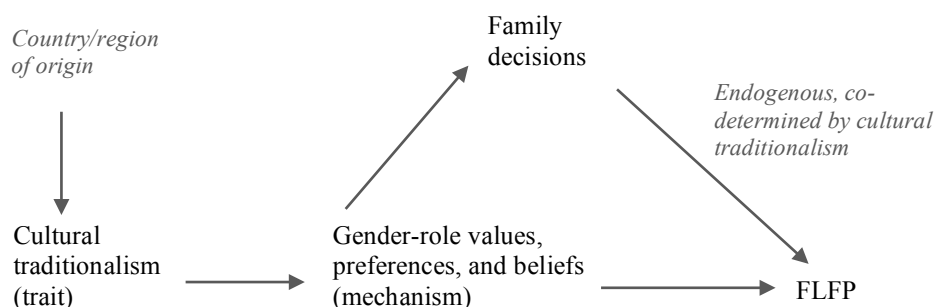 Country/region
of origin
Family
decisions
Endogenous, co-
determined by cultural
traditionalism
Cultural
traditionalism
(trait)
Gender-role values,
preferences, and beliefs
(mechanism)
FLFP